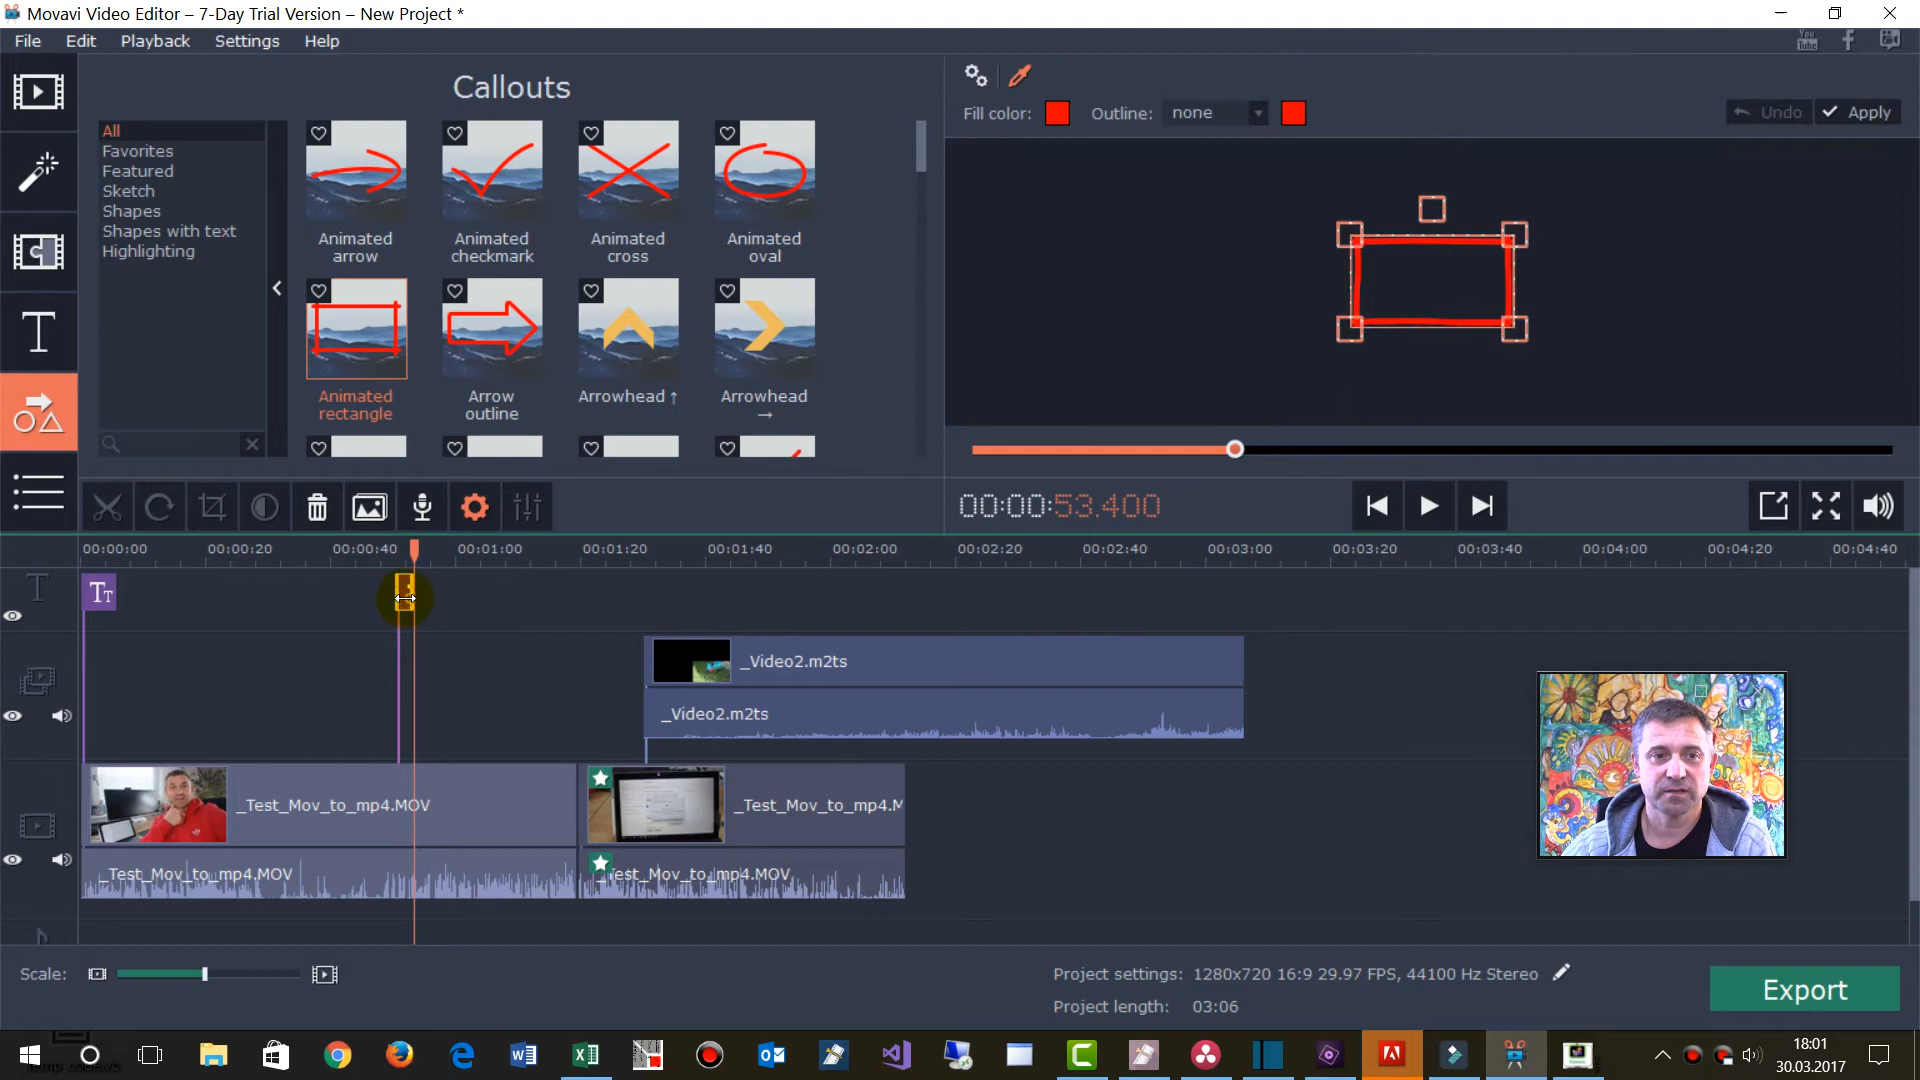 Movavi Video Editor – 7-Day Trial Version – New Project *
File Edit Playback Settings Help
You Tube
Callouts
All
Favorites
Featured
Sketch
Shapes
Shapes with text
Highlighting
Animated arrow
Animated checkmark
Animated cross
Animated oval
Animated rectangle
Arrow outline
Arrowhead ↑
Arrowhead →
Fill color: Outline: none
Undo Apply
00:00:53.400
00:00:00 00:00:20 00:00:40 00:01:00 00:01:20 00:01:40 00:02:00 00:02:20 00:02:40 00:03:00 00:03:20 00:03:40 00:04:00 00:04:20 00:04:40
_Video2.m2ts
_Video2.m2ts
_Test_Mov_to_mp4.MOV
_Test_Mov_to_mp4.M
_Test_Mov_to_mp4.MOV
_Test_Mov_to_mp4.MOV
Scale:
Project settings: 1280x720 16:9 29.97 FPS, 44100 Hz Stereo
Project length: 03:06
Export
18:01
30.03.2017